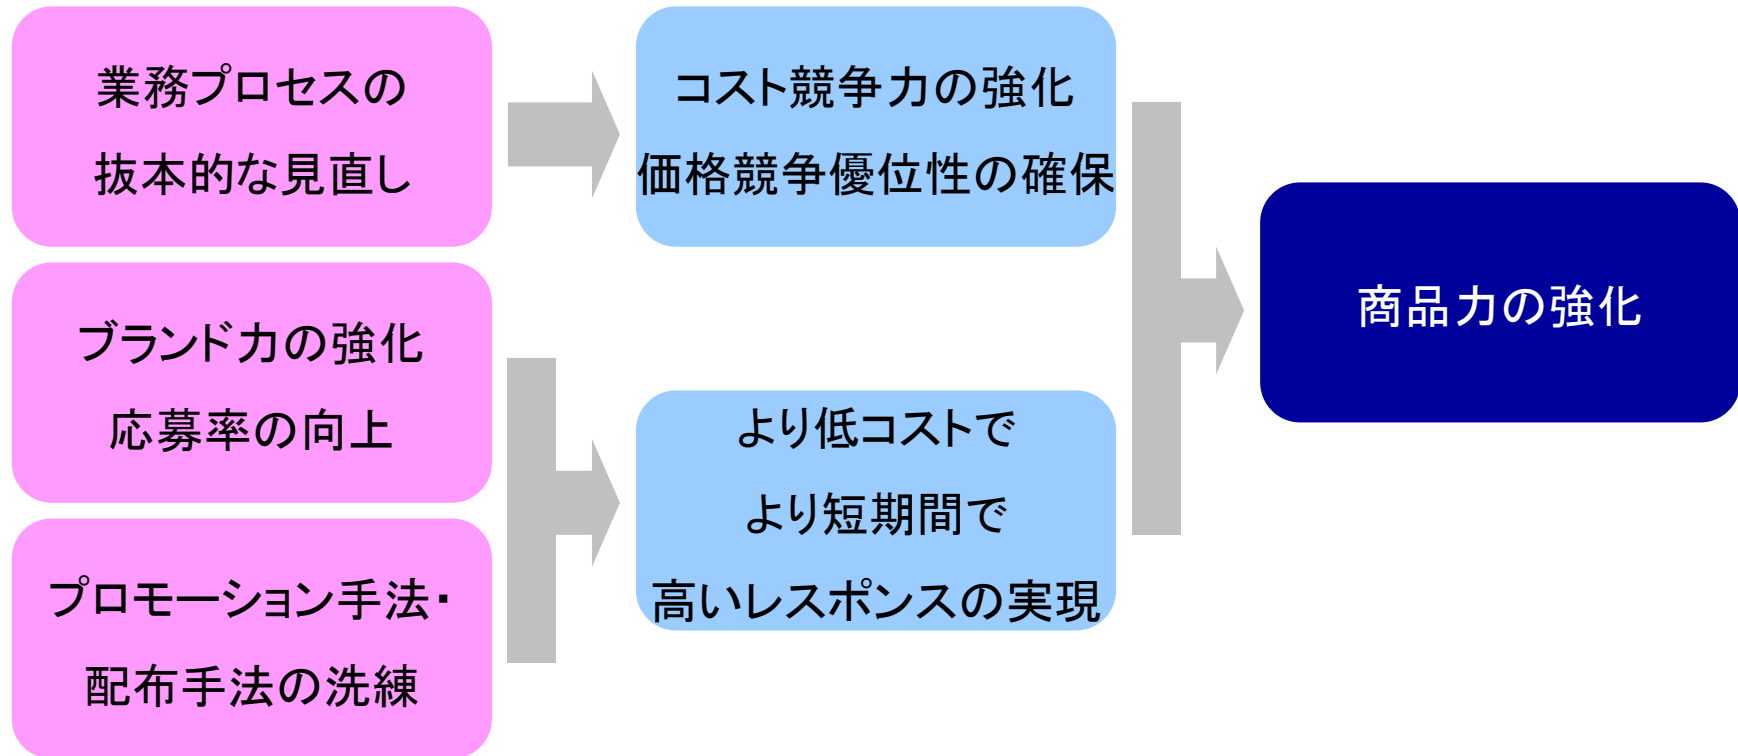 業務プロセスの
抜本的な見直し
コスト競争力の強化
価格競争優位性の確保
ブランド力の強化
応募率の向上
商品力の強化
より低コストで
より短期間で
高いレスポンスの実現
プロモーション手法・
配布手法の洗練